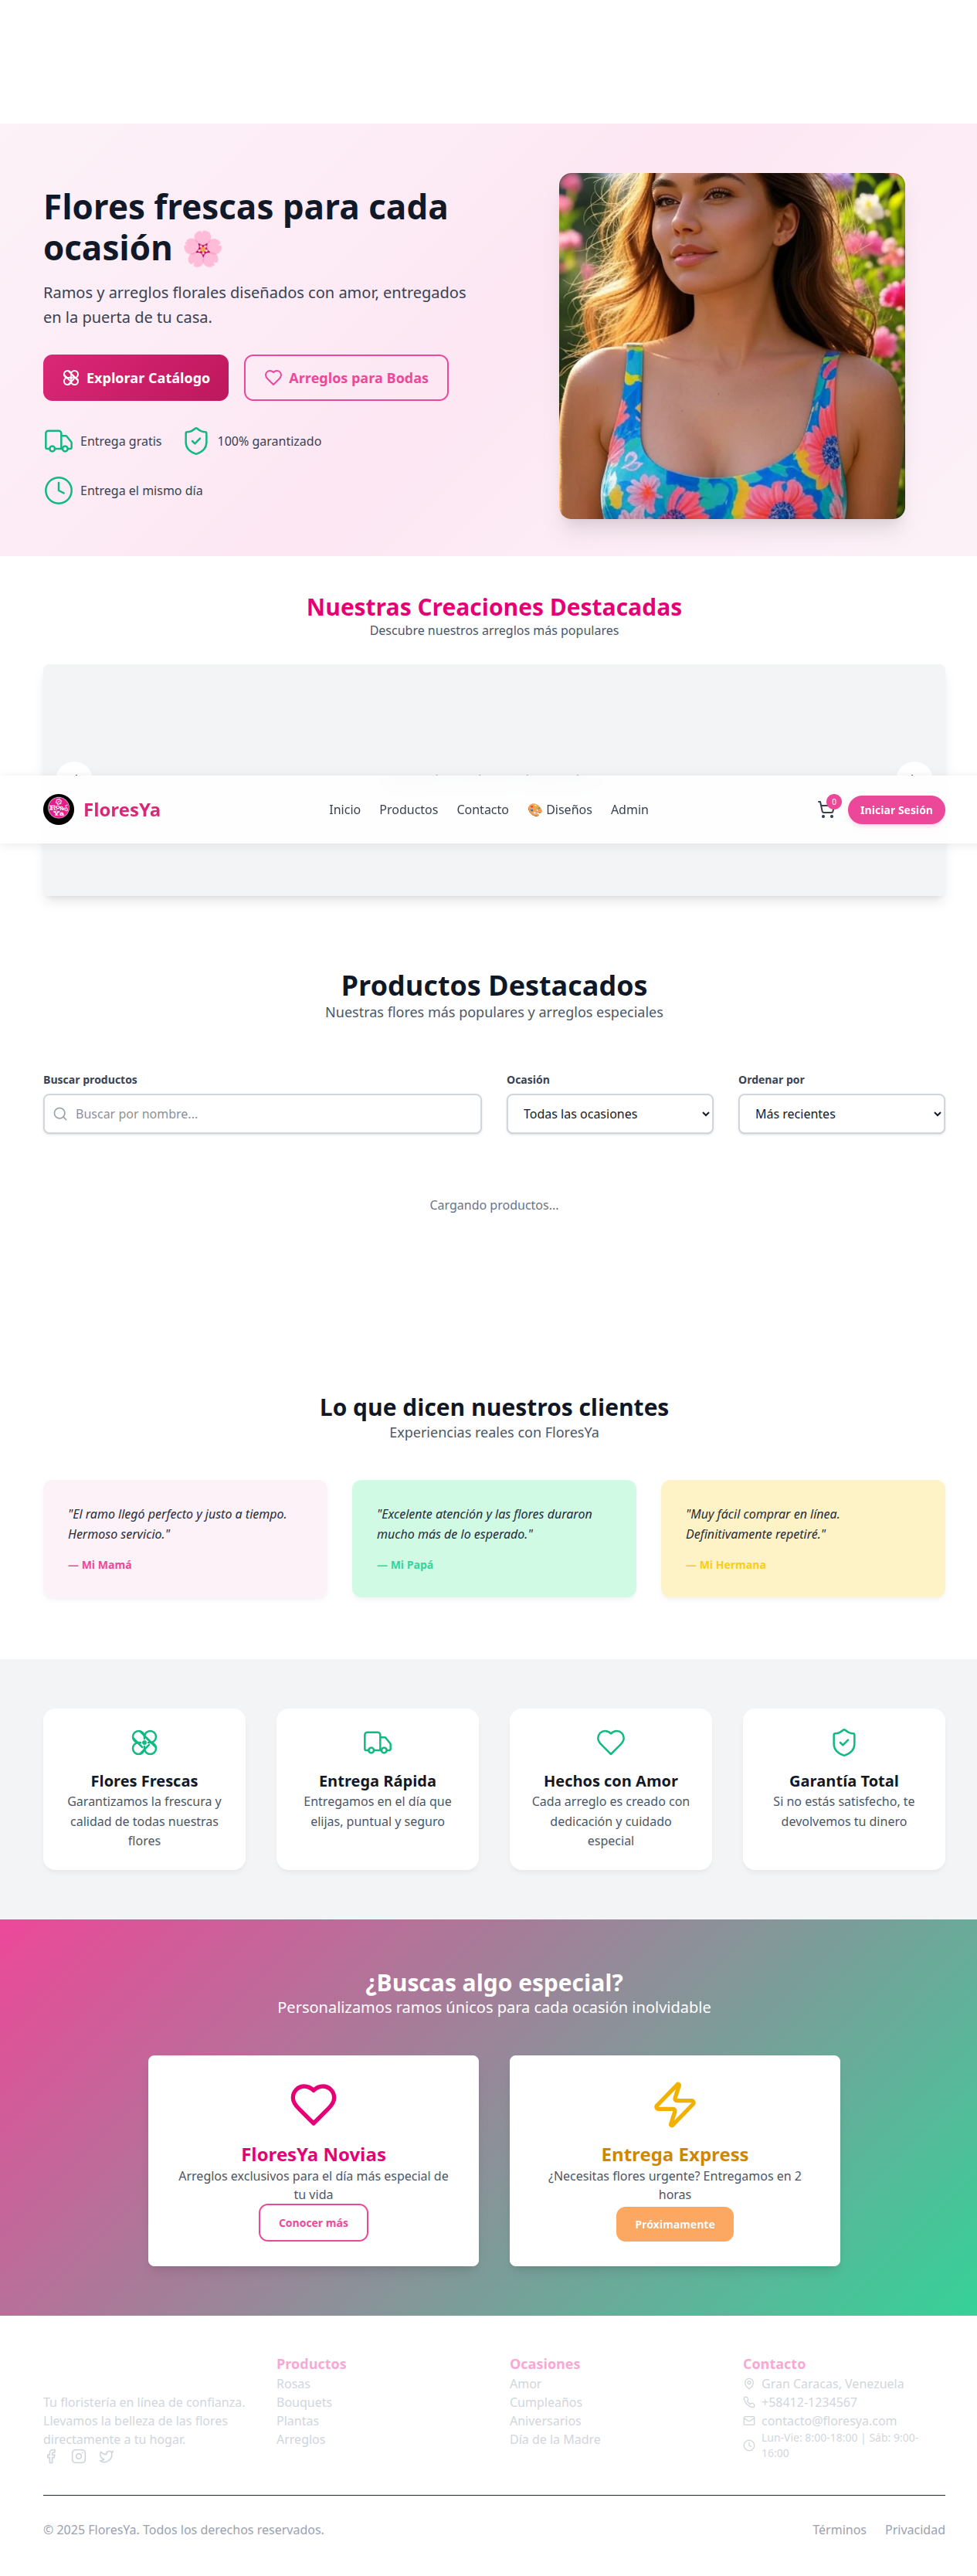 Flores frescas para cada
ocasión 🌸
Ramos y arreglos florales diseñados con amor, entregados
en la puerta de tu casa.
Explorar Catálogo
Arreglos para Bodas
Entrega gratis
100% garantizado
Entrega el mismo día
Nuestras Creaciones Destacadas
Descubre nuestros arreglos más populares
FloresYa
Inicio
Productos
Contacto
🎨 Diseños
Admin
0
Iniciar Sesión
Productos Destacados
Nuestras flores más populares y arreglos especiales
Buscar productos
Buscar por nombre...
Ocasión
Todas las ocasiones
Ordenar por
Más recientes
Cargando productos...
Lo que dicen nuestros clientes
Experiencias reales con FloresYa
"El ramo llegó perfecto y justo a tiempo.
Hermoso servicio."
— Mi Mamá
"Excelente atención y las flores duraron
mucho más de lo esperado."
— Mi Papá
"Muy fácil comprar en línea.
Definitivamente repetiré."
— Mi Hermana
Flores Frescas
Garantizamos la frescura y
calidad de todas nuestras
flores
Entrega Rápida
Entregamos en el día que
elijas, puntual y seguro
Hechos con Amor
Cada arreglo es creado con
dedicación y cuidado
especial
Garantía Total
Si no estás satisfecho, te
devolvemos tu dinero
¿Buscas algo especial?
Personalizamos ramos únicos para cada ocasión inolvidable
FloresYa Novias
Arreglos exclusivos para el día más especial de
tu vida
Conocer más
Entrega Express
¿Necesitas flores urgente? Entregamos en 2
horas
Próximamente
Tu floristería en línea de confianza.
Llevamos la belleza de las flores
directamente a tu hogar.
Productos
Rosas
Bouquets
Plantas
Arreglos
Ocasiones
Amor
Cumpleaños
Aniversarios
Día de la Madre
Contacto
Gran Caracas, Venezuela
+58412-1234567
contacto@floresya.com
Lun-Vie: 8:00-18:00 | Sáb: 9:00-
16:00
© 2025 FloresYa. Todos los derechos reservados.
Términos
Privacidad